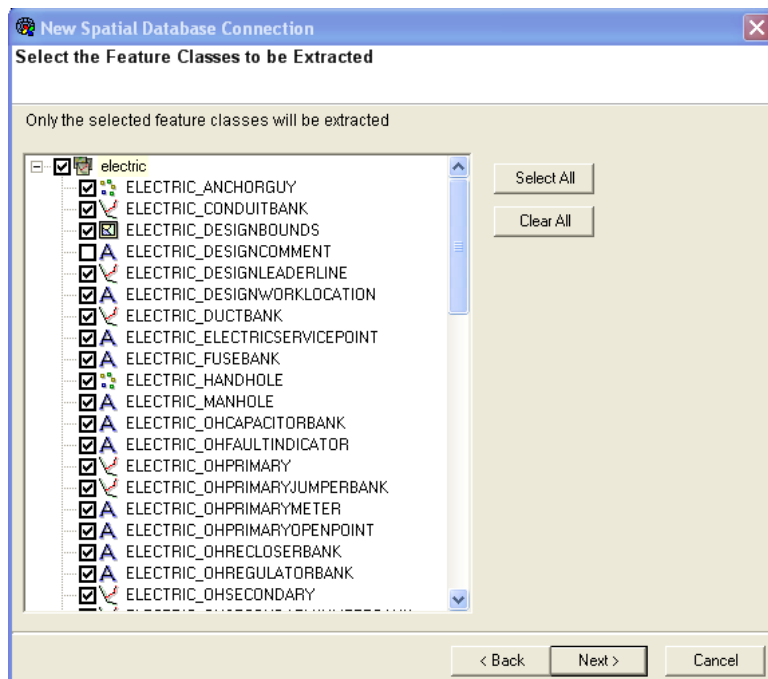 New Spatial Database Connection
Select the Feature Classes to be Extracted
Only the selected feature classes will be extracted
electric
ELECTRIC_ANCHORGUY
ELECTRIC_CONDUITBANK
ELECTRIC_DESIGNBOUNDS
ELECTRIC_DESIGNCOMMENT
ELECTRIC_DESIGNLEADERLINE
ELECTRIC_DESIGNWORKLOCATION
ELECTRIC_DUCTBANK
ELECTRIC_ELECTRICSERVICEPOINT
ELECTRIC_FUSEBANK
ELECTRIC_HANDHOLE
ELECTRIC_MANHOLE
ELECTRIC_OHCAPACITORBANK
ELECTRIC_OHFAULTINDICATOR
ELECTRIC_OHPRIMARY
ELECTRIC_OHPRIMARYJUMPERBANK
ELECTRIC_OHPRIMARYMETER
ELECTRIC_OHPRIMARYOPENPOINT
ELECTRIC_OHRECLOSERBANK
ELECTRIC_OHREGULATORBANK
ELECTRIC_OHSECONDARY
Select All
Clear All
< Back
Next >
Cancel